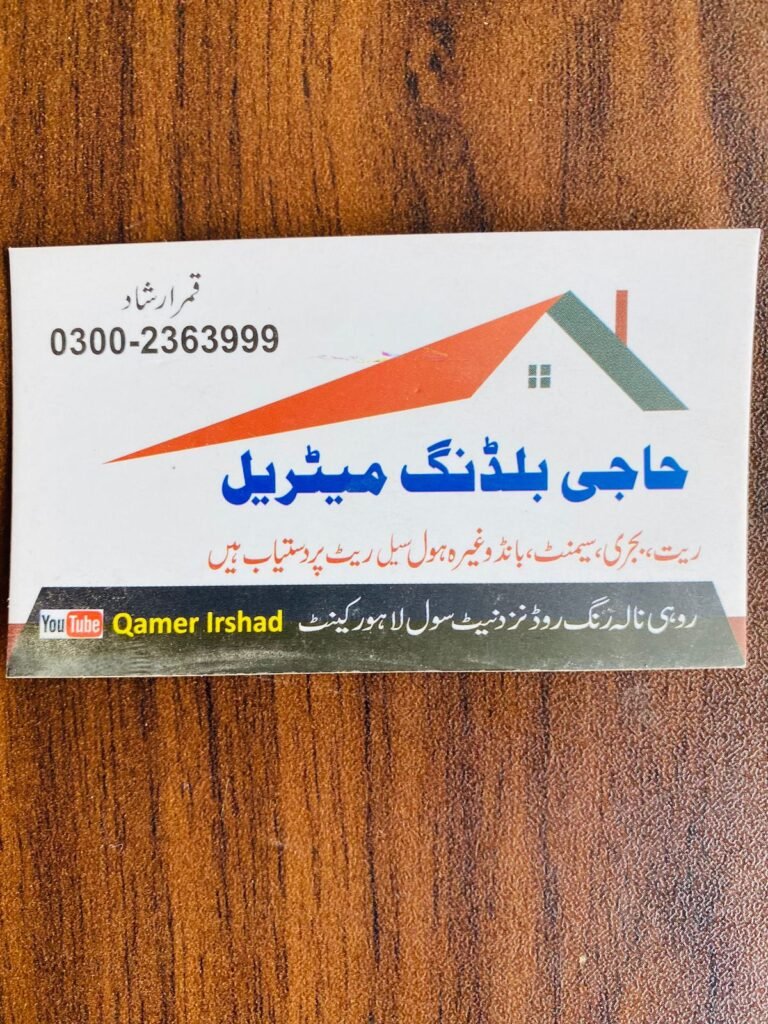 قمر ارشاد
0300-2363999
حاجی بلڈنگ میٹریل
ریت، بجری، سیمنٹ، بانڈ وغیرہ ہول سیل ریٹ پر دستیاب ہیں
YouTube Qamer Irshad روہی نالہ رنگ روڈ نزد نیٹ سول لاہور کینٹ